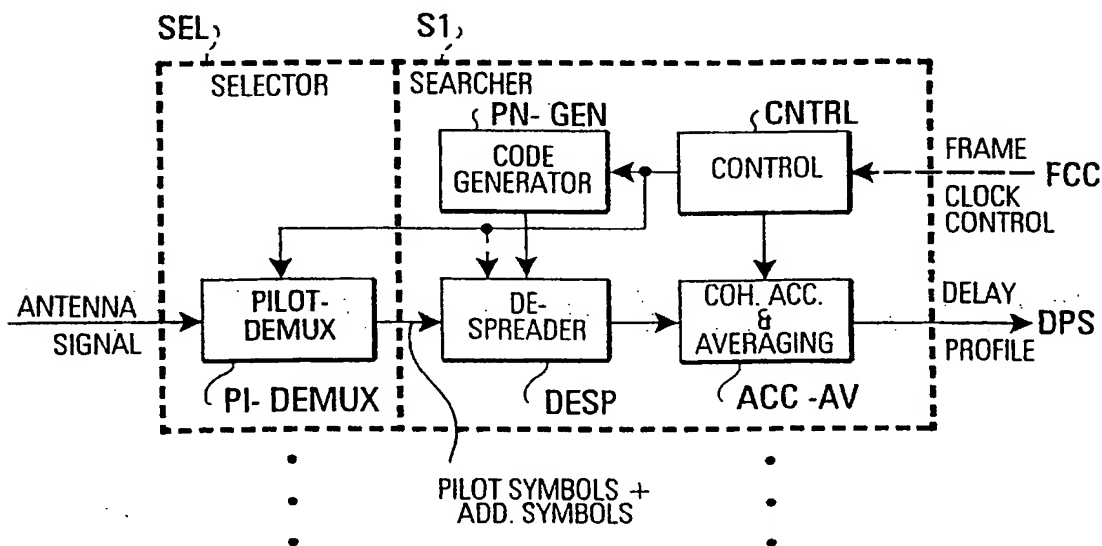 SEL
S1
SELECTOR
SEARCHER
PN- GEN
CNTRL
CODE
GENERATOR
CONTROL
FRAME
FCC
CLOCK
CONTROL
ANTENNA
SIGNAL
PILOT-
DEMUX
DE-
SPREADER
COH. ACC.
&
AVERAGING
DELAY
DPS
PROFILE
PI- DEMUX
DESP
ACC -AV
PILOT SYMBOLS +
ADD. SYMBOLS